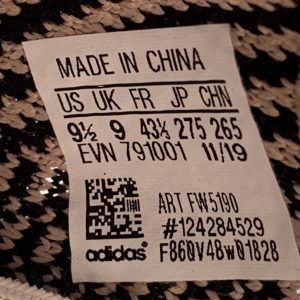 MADE IN CHINA
US UK FR JP CHN
9½ 9 43⅓ 275 265
EVN 791001 11/19
ART FW5190
#124284529
adidas F860V48w01828